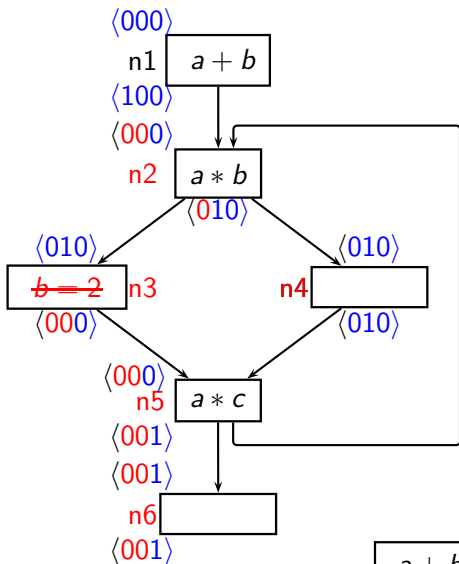 ⟨000⟩
n1 a + b
⟨100⟩
⟨000⟩
n2 a ∗ b
⟨010⟩
⟨010⟩ ⟨010⟩
b = 2 n3 n4
⟨000⟩ ⟨010⟩
⟨000⟩
n5 a ∗ c
⟨001⟩
⟨001⟩
n6
⟨001⟩